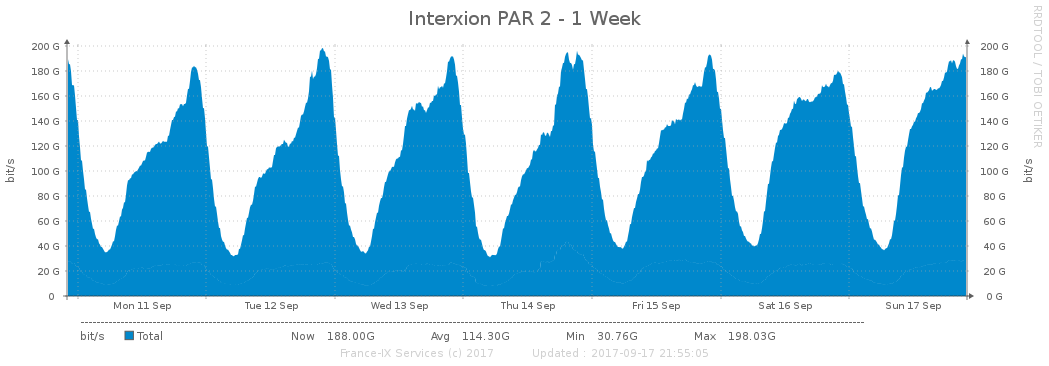 Interxion PAR 2 - 1 Week
RRDTOOL / TOBI OETIKER
200 G 200 G
180 G 180 G
160 G 160 G
140 G 140 G
120 G 120 G
100 G 100 G
80 G 80 G
60 G 60 G
40 G 40 G
20 G 20 G
0 0 G
bit/s
bit/s
Mon 11 Sep Tue 12 Sep Wed 13 Sep Thu 14 Sep Fri 15 Sep Sat 16 Sep Sun 17 Sep
bit/s Total Now 188.00G Avg 114.30G Min 30.76G Max 198.03G
France-IX Services (c) 2017 Updated : 2017-09-17 21:55:05